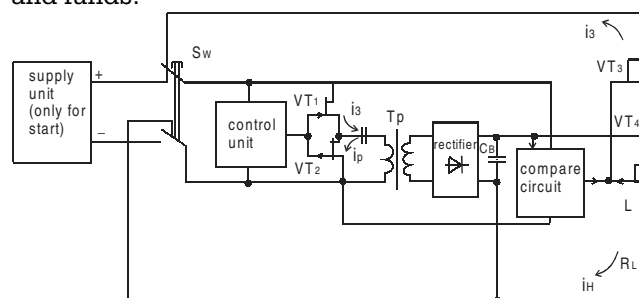 and funds.
Sw
i3
supply
unit
(only for
start)
+
−
control
unit
VT1
VT2
i3
ip
Tp
rectifier
CB
compare
circuit
VT3
VT4
L
RL
iH